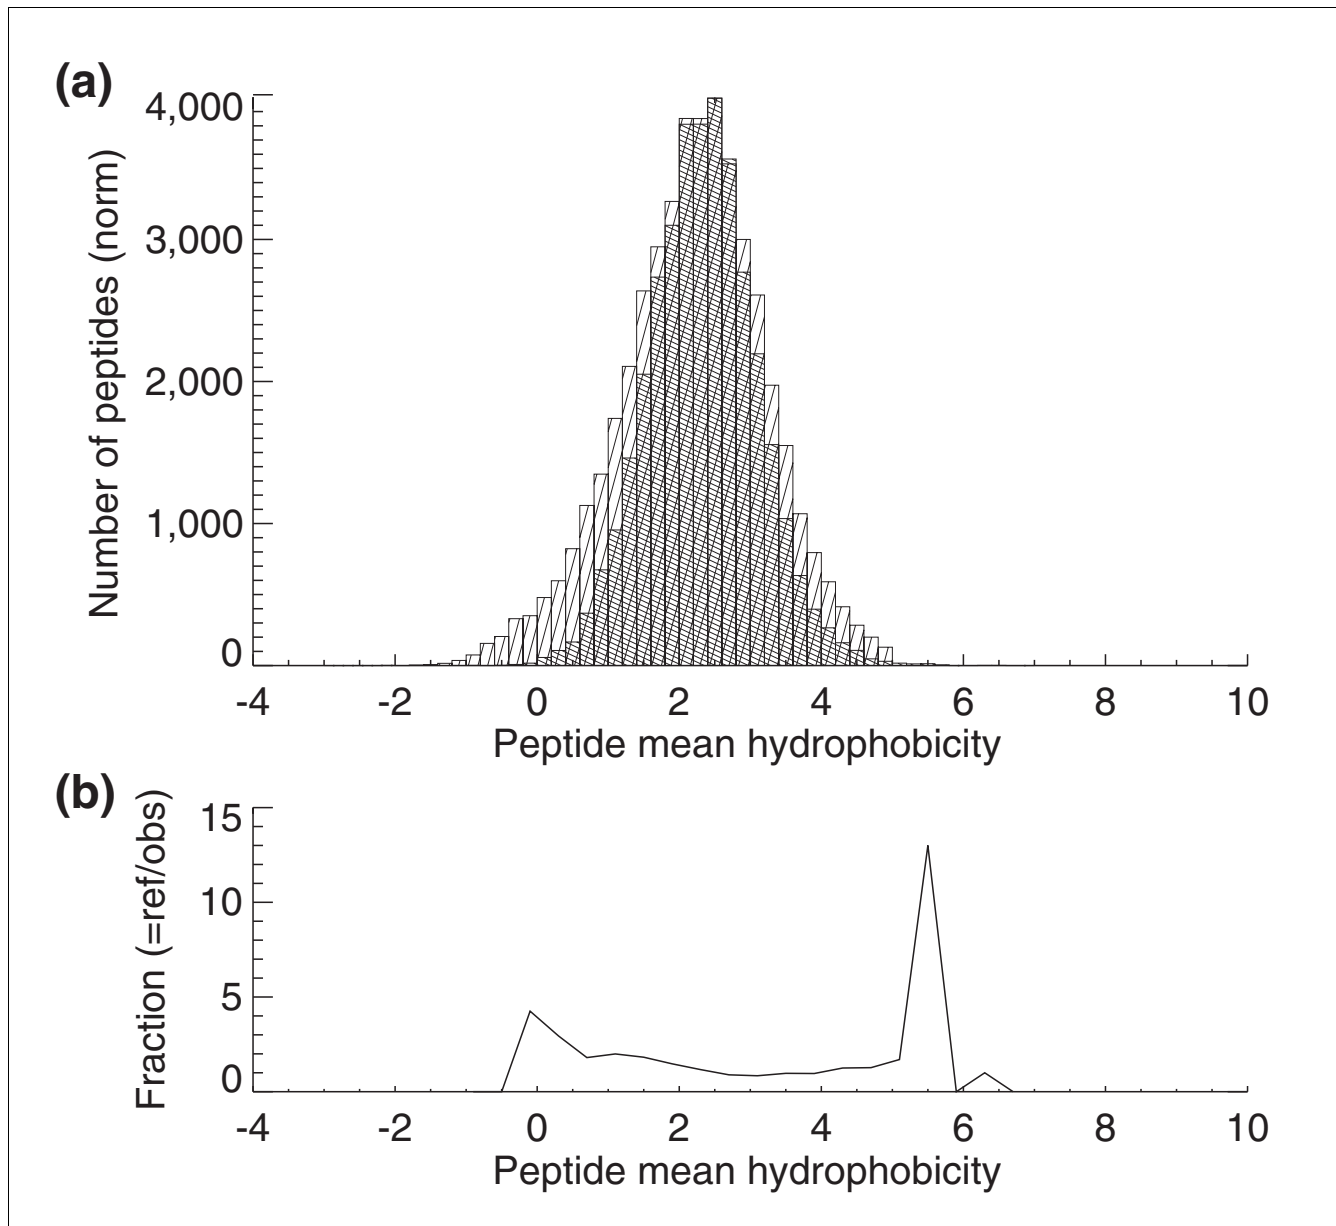 (a)
Number of peptides (norm)
4,000
3,000
2,000
1,000
0
-4 -2 0 2 4 6 8 10
Peptide mean hydrophobicity
(b)
Fraction (=ref/obs)
15
10
5
0
-4 -2 0 2 4 6 8 10
Peptide mean hydrophobicity